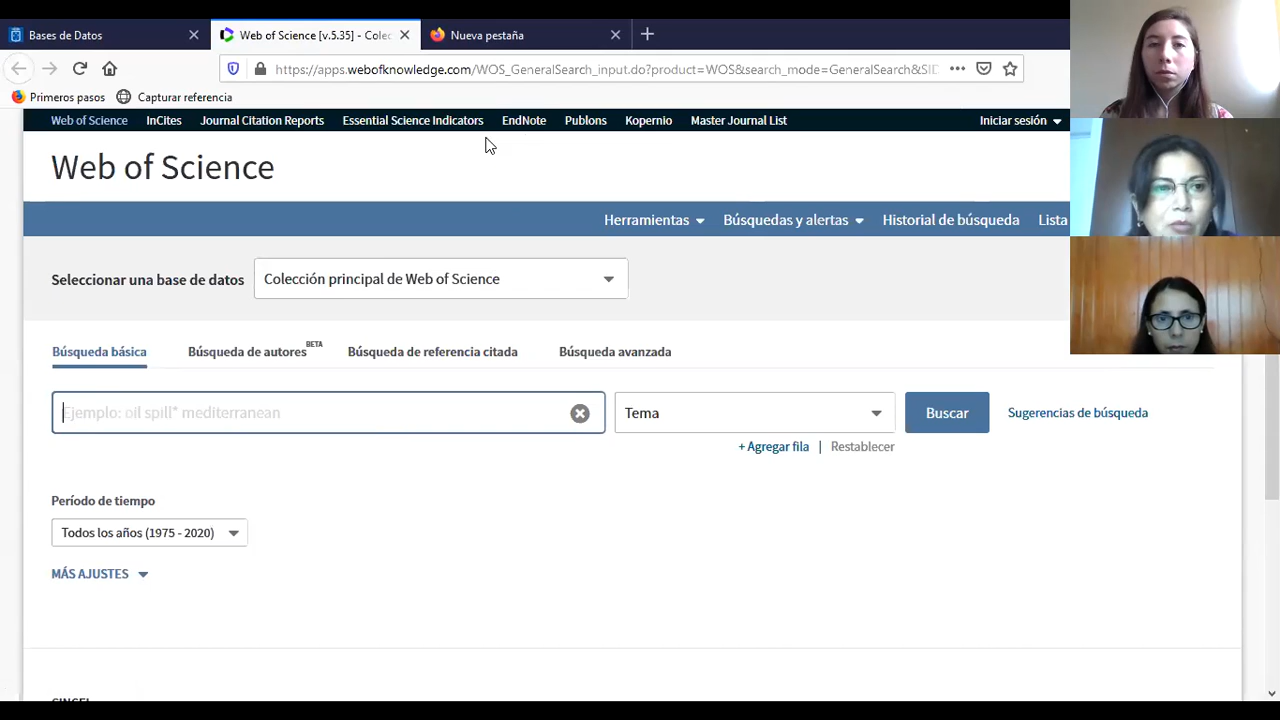 Bases de Datos
Web of Science [v.5.35] - Colec
Nueva pestaña
https://apps.webofknowledge.com/WOS_GeneralSearch_input.do?product=WOS&search_mode=GeneralSearch&SID
Primeros pasos Capturar referencia
Web of Science InCites Journal Citation Reports Essential Science Indicators EndNote Publons Kopernio Master Journal List Iniciar sesión
Web of Science
Herramientas Búsquedas y alertas Historial de búsqueda Lista
Seleccionar una base de datos Colección principal de Web of Science
Búsqueda básica Búsqueda de autores BETA Búsqueda de referencia citada Búsqueda avanzada
Ejemplo: oil spill* mediterranean Tema Buscar Sugerencias de búsqueda
+ Agregar fila | Restablecer
Período de tiempo
Todos los años (1975 - 2020)
MÁS AJUSTES